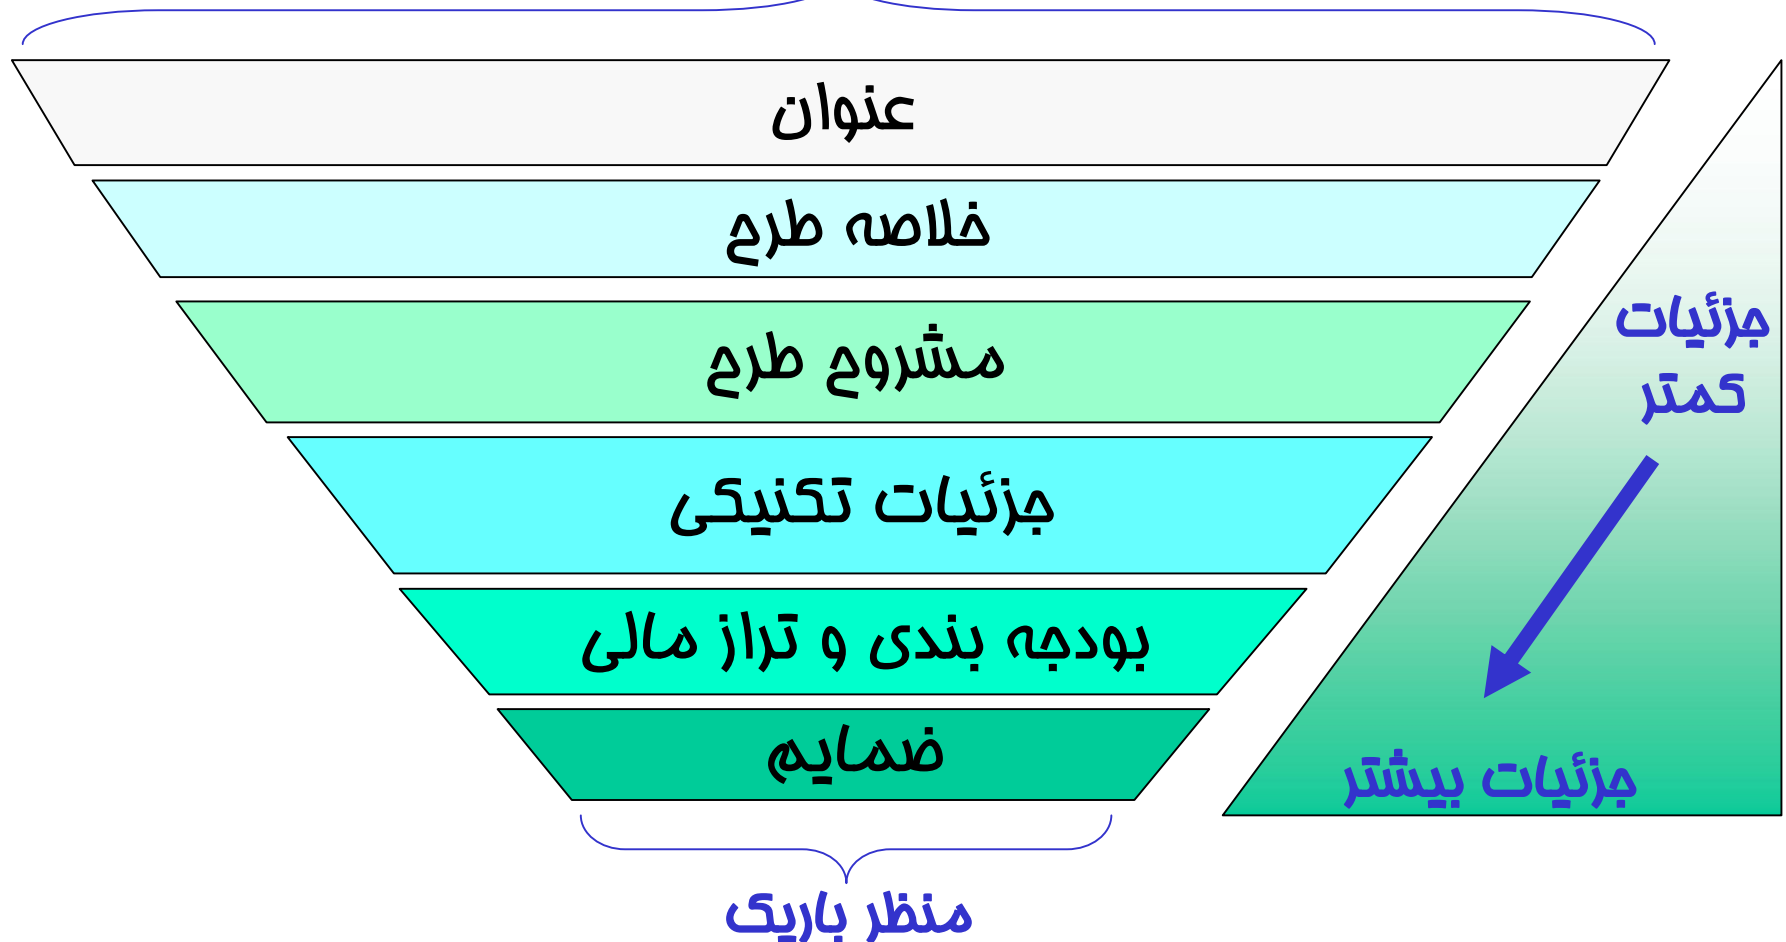 عنوان
خلاصه طرح
مشروح طرح
جزئیات تکنیکی
بودجه بندی و تراز مالی
ضمایم
جزئیات
کمتر
جزئیات بیشتر
منظر باریک